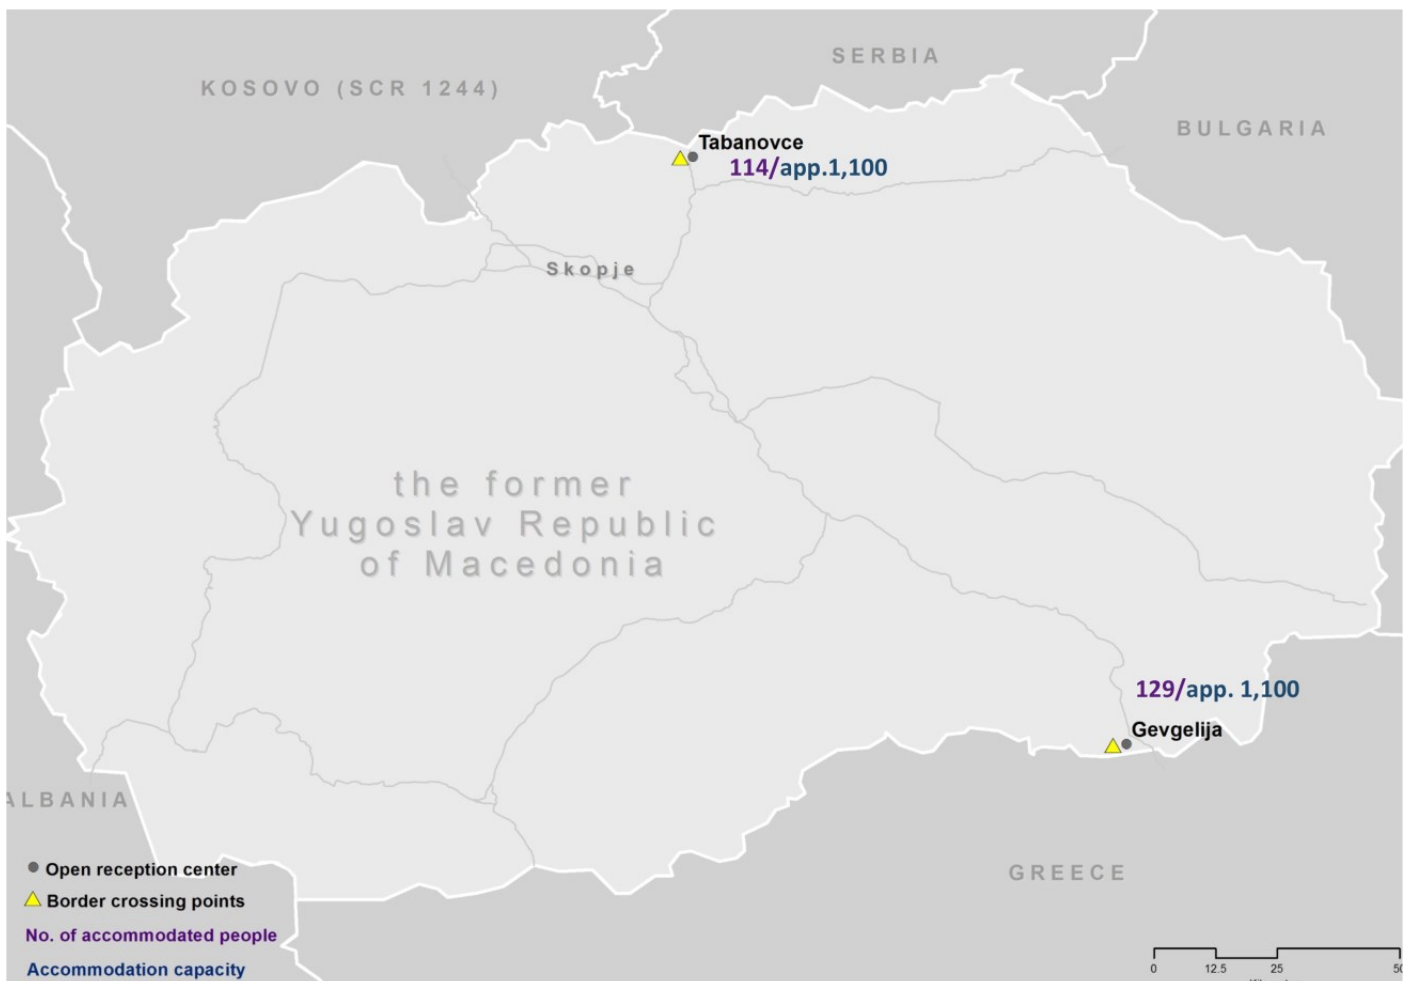 SERBIA
KOSOVO (SCR 1244)
BULGARIA
Tabanovce
114/app.1,100
Skopje
the former
Yugoslav Republic
of Macedonia
129/app. 1,100
Gevgelija
ALBANIA
GREECE
Open reception center
Border crossing points
No. of accommodated people
Accommodation capacity
0 12.5 25 50